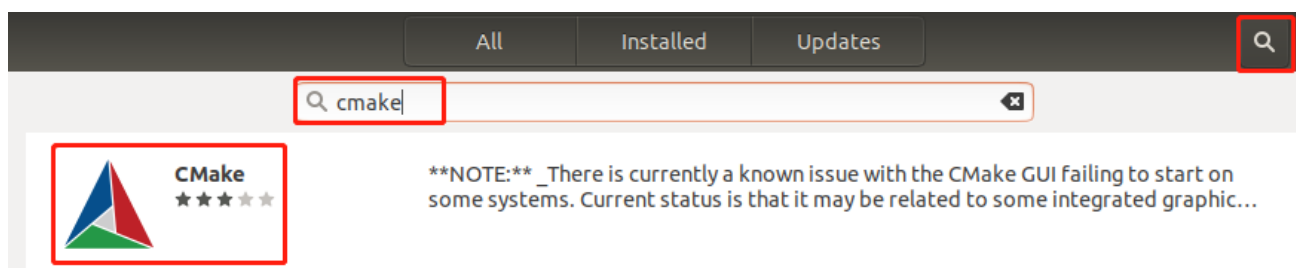 All Installed Updates
cmake
CMake
**NOTE:** _There is currently a known issue with the CMake GUI failing to start on
some systems. Current status is that it may be related to some integrated graphic…